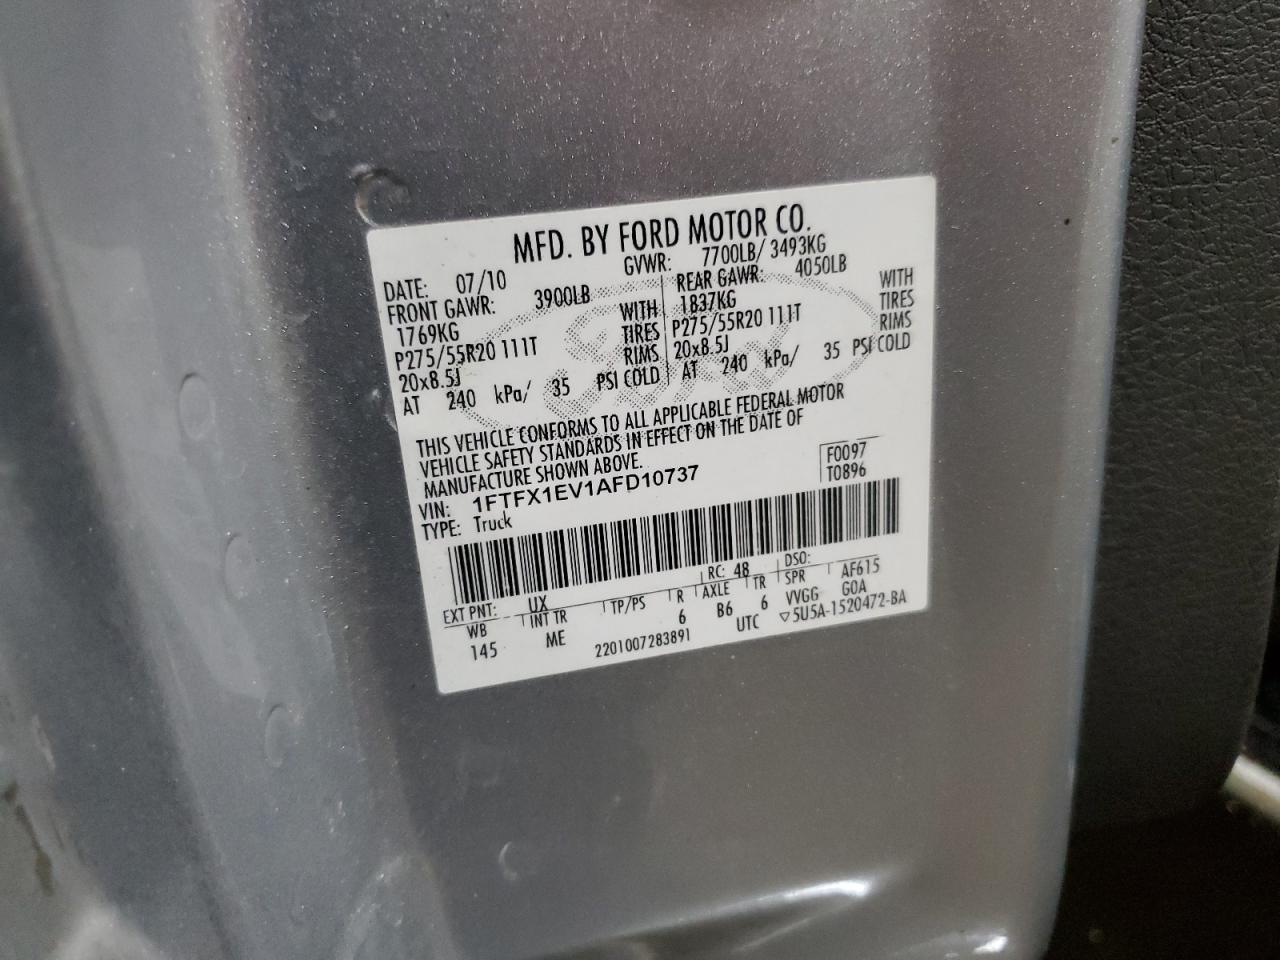 MFD. BY FORD MOTOR CO.
DATE: 07/10 GVWR: 7700LB/ 3493KG
FRONT GAWR: 3900LB REAR GAWR: 4050LB
1769KG WITH 1837KG WITH
P275/55R20 111T TIRES P275/55R20 111T TIRES
20x8.5J RIMS 20x8.5J RIMS
AT 240 kPa/ 35 PSI COLD AT 240 kPa/ 35 PSI COLD
THIS VEHICLE CONFORMS TO ALL APPLICABLE FEDERAL MOTOR
VEHICLE SAFETY STANDARDS IN EFFECT ON THE DATE OF
MANUFACTURE SHOWN ABOVE.
F0097
VIN: 1FTFX1EV1AFD10737 T0896
TYPE: Truck
EXT PNT: UX RC: 48 DSO:
WB INT TR TP/PS R AXLE TR SPR AF615
145 ME 6 B6 6 VVGG GOA
2201007283891 UTC ▽5U5A-1520472-BA